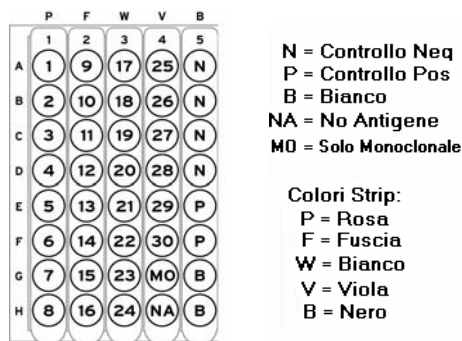 P F W V B
1 2 3 4 5
A 1 9 17 25 N
B 2 10 18 26 N
C 3 11 19 27 N
D 4 12 20 28 N
E 5 13 21 29 P
F 6 14 22 30 P
G 7 15 23 MO B
H 8 16 24 NA B
N = Controllo Neq
P = Controllo Pos
B = Bianco
NA = No Antigene
MO = Solo Monoclonale
Colori Strip:
P = Rosa
F = Fuscia
W = Bianco
V = Viola
B = Nero